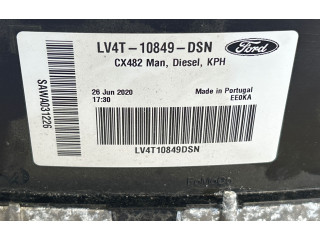 LV4T-10849-DSN
Ford
CX482 Man, Diesel, KPH
SAWA031226
26 Jun 2020
17:30
Made in Portugal
EE0KA
LV4T10849DSN